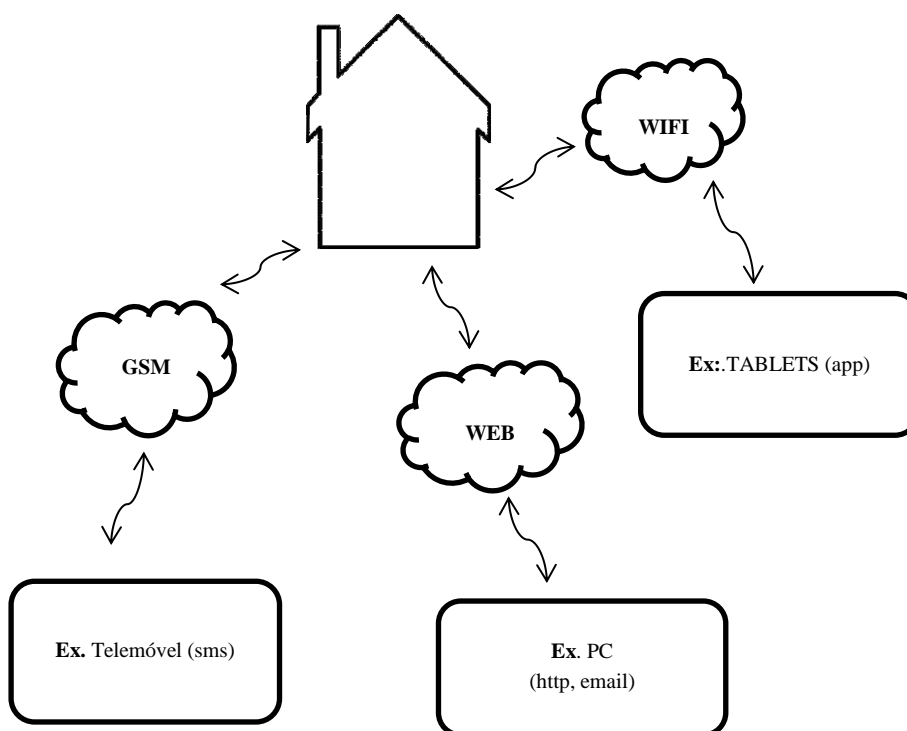 WIFI
GSM
Ex:.TABLETS (app)
WEB
Ex. Telemóvel (sms)
Ex. PC
(http, email)